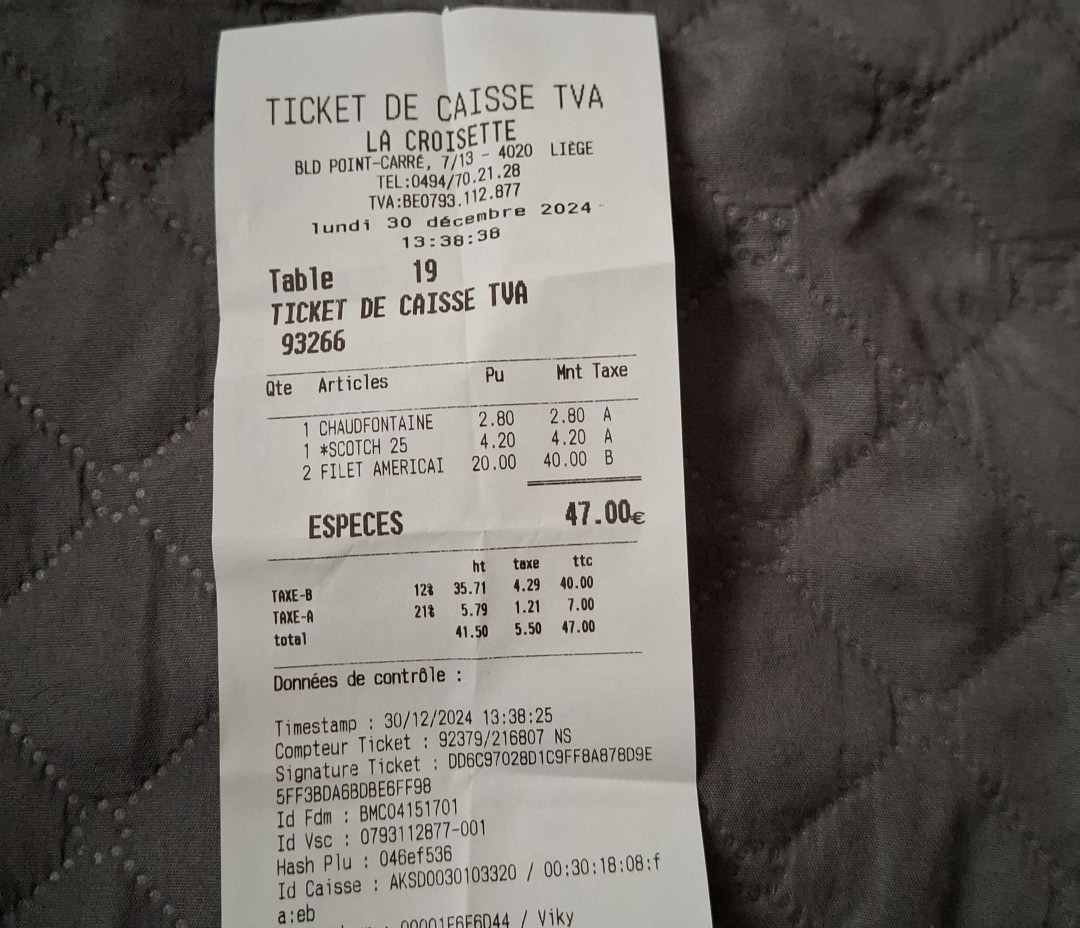 TICKET DE CAISSE TVA
LA CROISETTE
BLD POINT-CARRÉ, 7/13 - 4020 LIÈGE
TEL:0494/70.21.28
TVA:BE0793.112.877
lundi 30 décembre 2024
13:38:38
Table 19
TICKET DE CAISSE TVA
93266
Qte Articles Pu Mnt Taxe
1 CHAUDFONTAINE 2.80 2.80 A
1 *SCOTCH 25 4.20 4.20 A
2 FILET AMERICAI 20.00 40.00 B
ESPECES 47.00€
ht taxe ttc
TAXE-B 12% 35.71 4.29 40.00
TAXE-A 21% 5.79 1.21 7.00
total 41.50 5.50 47.00
Données de contrôle :
Timestamp : 30/12/2024 13:38:25
Compteur Ticket : 92379/216807 NS
Signature Ticket : DD6C97028D1C9FF8A878D9E
5FF3BDA6BDBE6FF98
Id Fdm : BMC04151701
Id Vsc : 0793112877-001
Hash Plu : 046ef536
Id Caisse : AKSD0030103320 / 00:30:18:08:f
a:eb
: 00001F6F6D44 / Viky